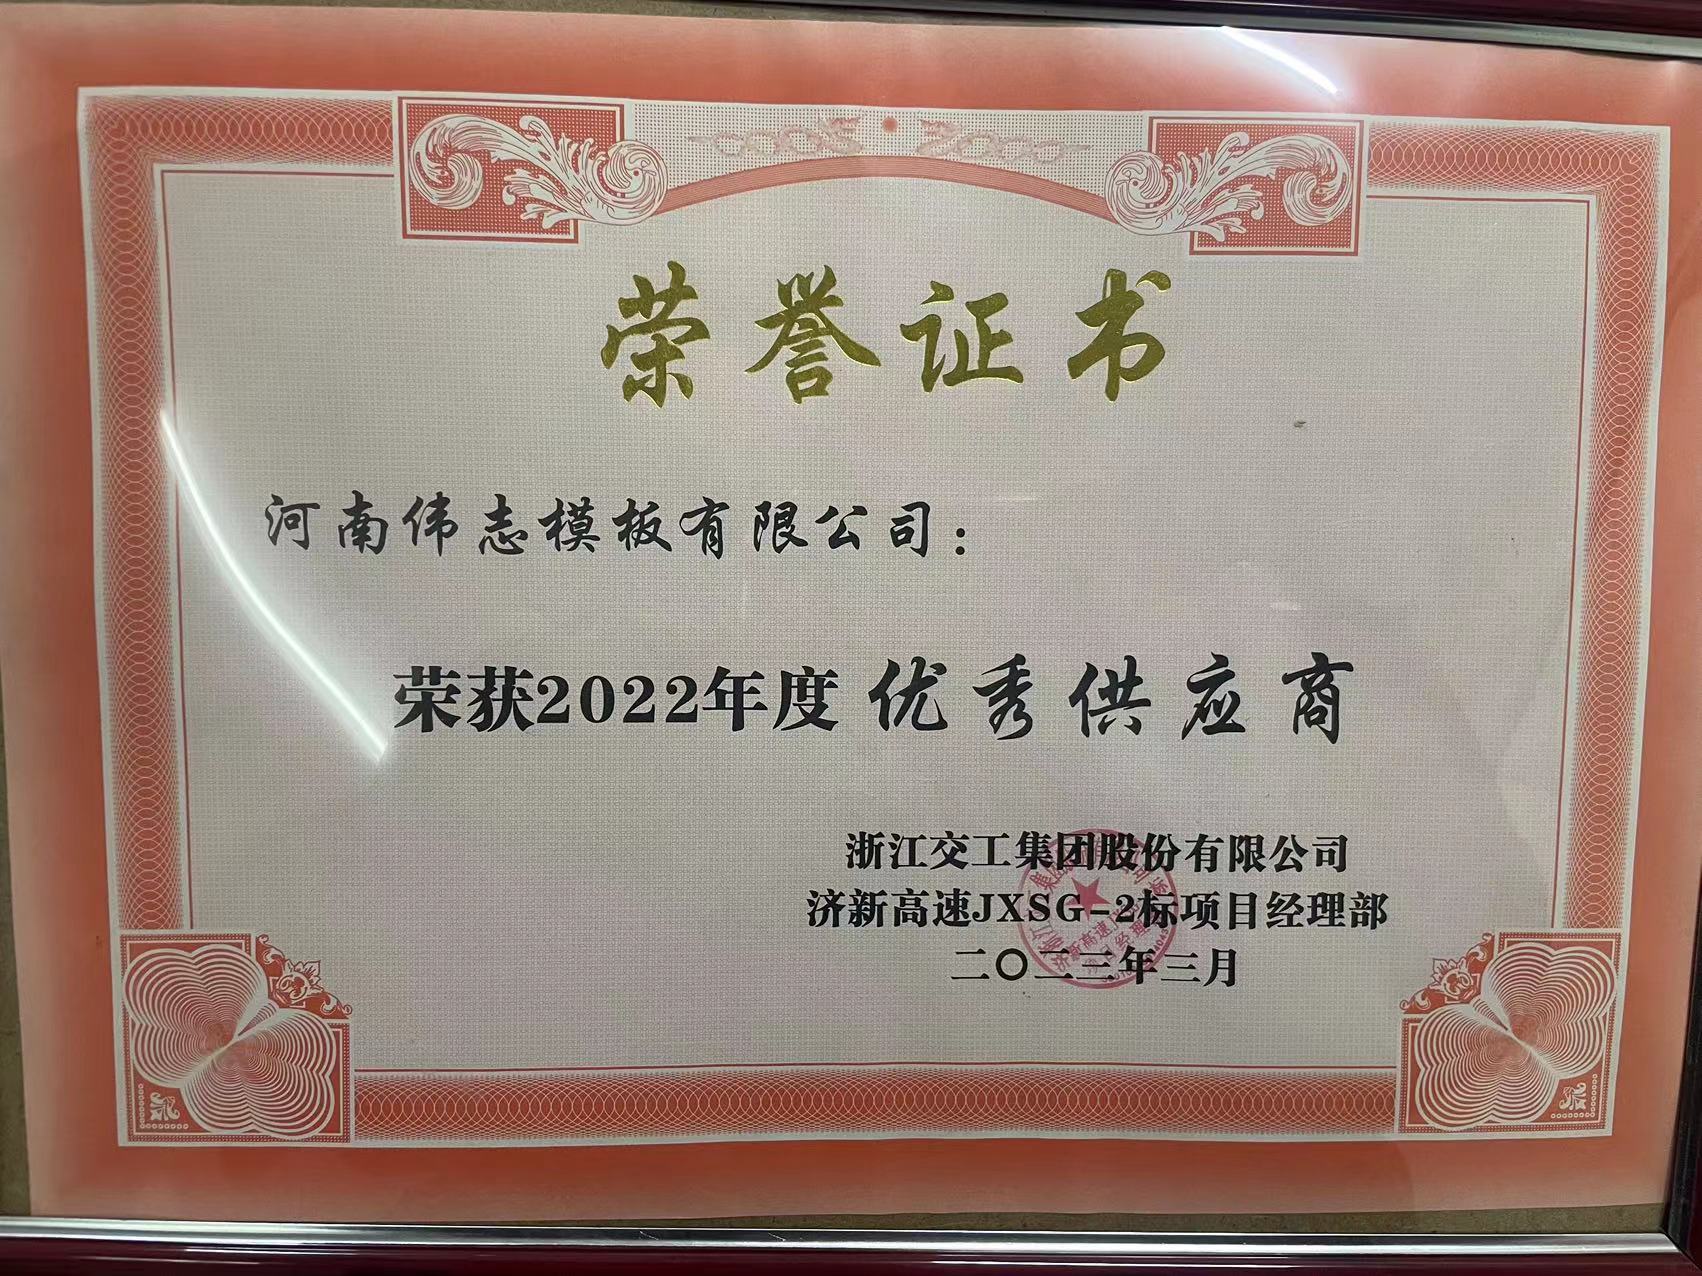 荣誉证书
河南伟志模板有限公司：
荣获2022年度优秀供应商
浙江交工集团股份有限公司
济新高速JXSG-2标项目经理部
二〇二三年三月